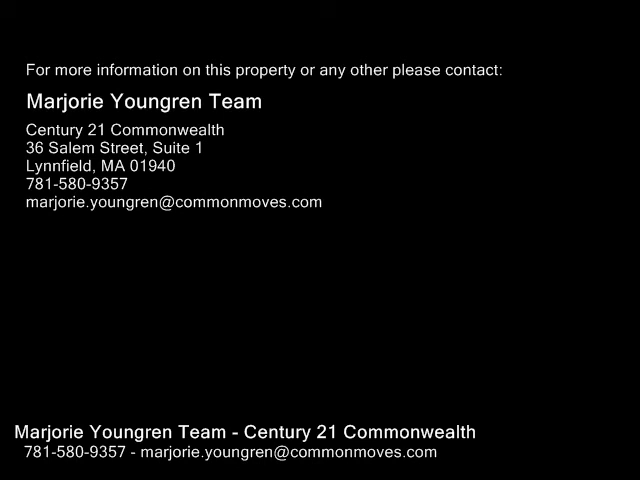 For more information on this property or any other please contact:
Marjorie Youngren Team
Century 21 Commonwealth
36 Salem Street, Suite 1
Lynnfield, MA 01940
781-580-9357
marjorie.youngren@commonmoves.com
Marjorie Youngren Team - Century 21 Commonwealth
781-580-9357 - marjorie.youngren@commonmoves.com